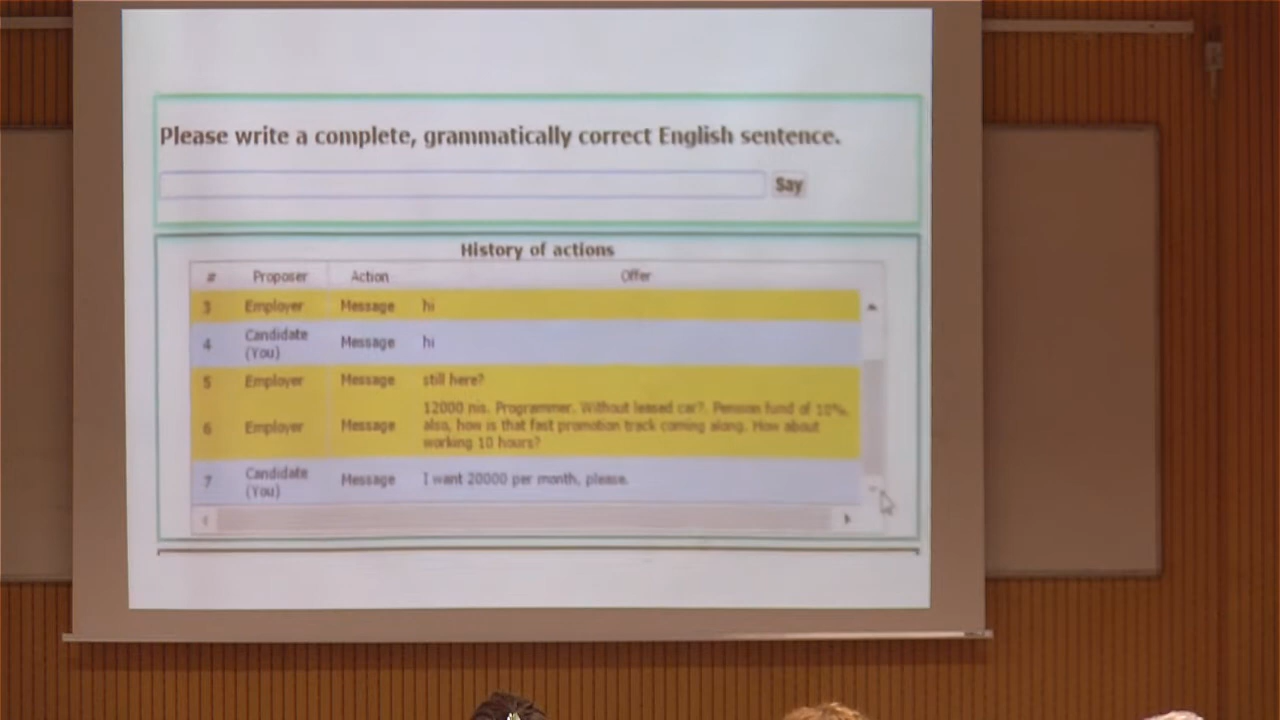 Please write a complete, grammatically correct English sentence.
Say
History of actions
# Proposer Action Offer
3 Employer Message hi
4 Candidate (You) Message hi
5 Employer Message still here?
6 Employer Message 12000 nis. Programmer. Without leased car?. Pension fund of 10%.
also, how is that fast promotion track coming along. How about
working 10 hours?
7 Candidate (You) Message I want 20000 per month, please.